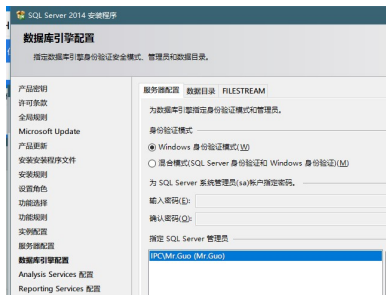 SQL Server 2014 安装程序
数据库引擎配置
指定数据库引擎身份验证安全模式、管理员和数据目录。
产品密钥
许可条款
全局规则
Microsoft Update
产品更新
安装安装程序文件
安装规则
设置角色
功能选择
功能规则
实例配置
服务器配置
数据库引擎配置
Analysis Services 配置
Reporting Services 配置
服务器配置 数据目录 FILESTREAM
为数据库引擎指定身份验证模式和管理员。
身份验证模式
Windows 身份验证模式(W)
混合模式(SQL Server 身份验证和 Windows 身份验证)(M)
为 SQL Server 系统管理员(sa)帐户指定密码。
输入密码(E):
确认密码(O):
指定 SQL Server 管理员
IPC\Mr.Guo (Mr.Guo)